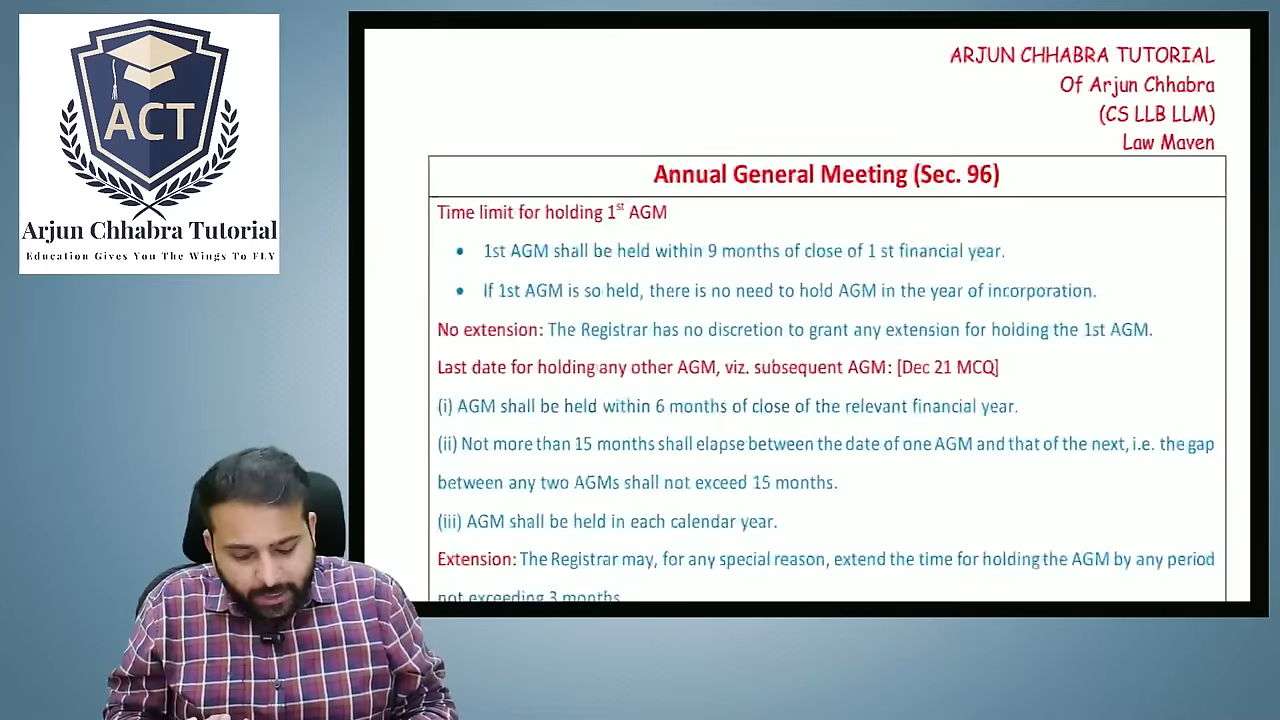 ACT
Arjun Chhabra Tutorial
Education Gives You The Wings To FLY
ARJUN CHHABRA TUTORIAL
Of Arjun Chhabra
(CS LLB LLM)
Law Maven
Annual General Meeting (Sec. 96)
Time limit for holding 1st AGM
• 1st AGM shall be held within 9 months of close of 1 st financial year.
• If 1st AGM is so held, there is no need to hold AGM in the year of incorporation.
No extension: The Registrar has no discretion to grant any extension for holding the 1st AGM.
Last date for holding any other AGM, viz. subsequent AGM: [Dec 21 MCQ]
(i) AGM shall be held within 6 months of close of the relevant financial year.
(ii) Not more than 15 months shall elapse between the date of one AGM and that of the next, i.e. the gap
between any two AGMs shall not exceed 15 months.
(iii) AGM shall be held in each calendar year.
Extension: The Registrar may, for any special reason, extend the time for holding the AGM by any period
not exceeding 3 months